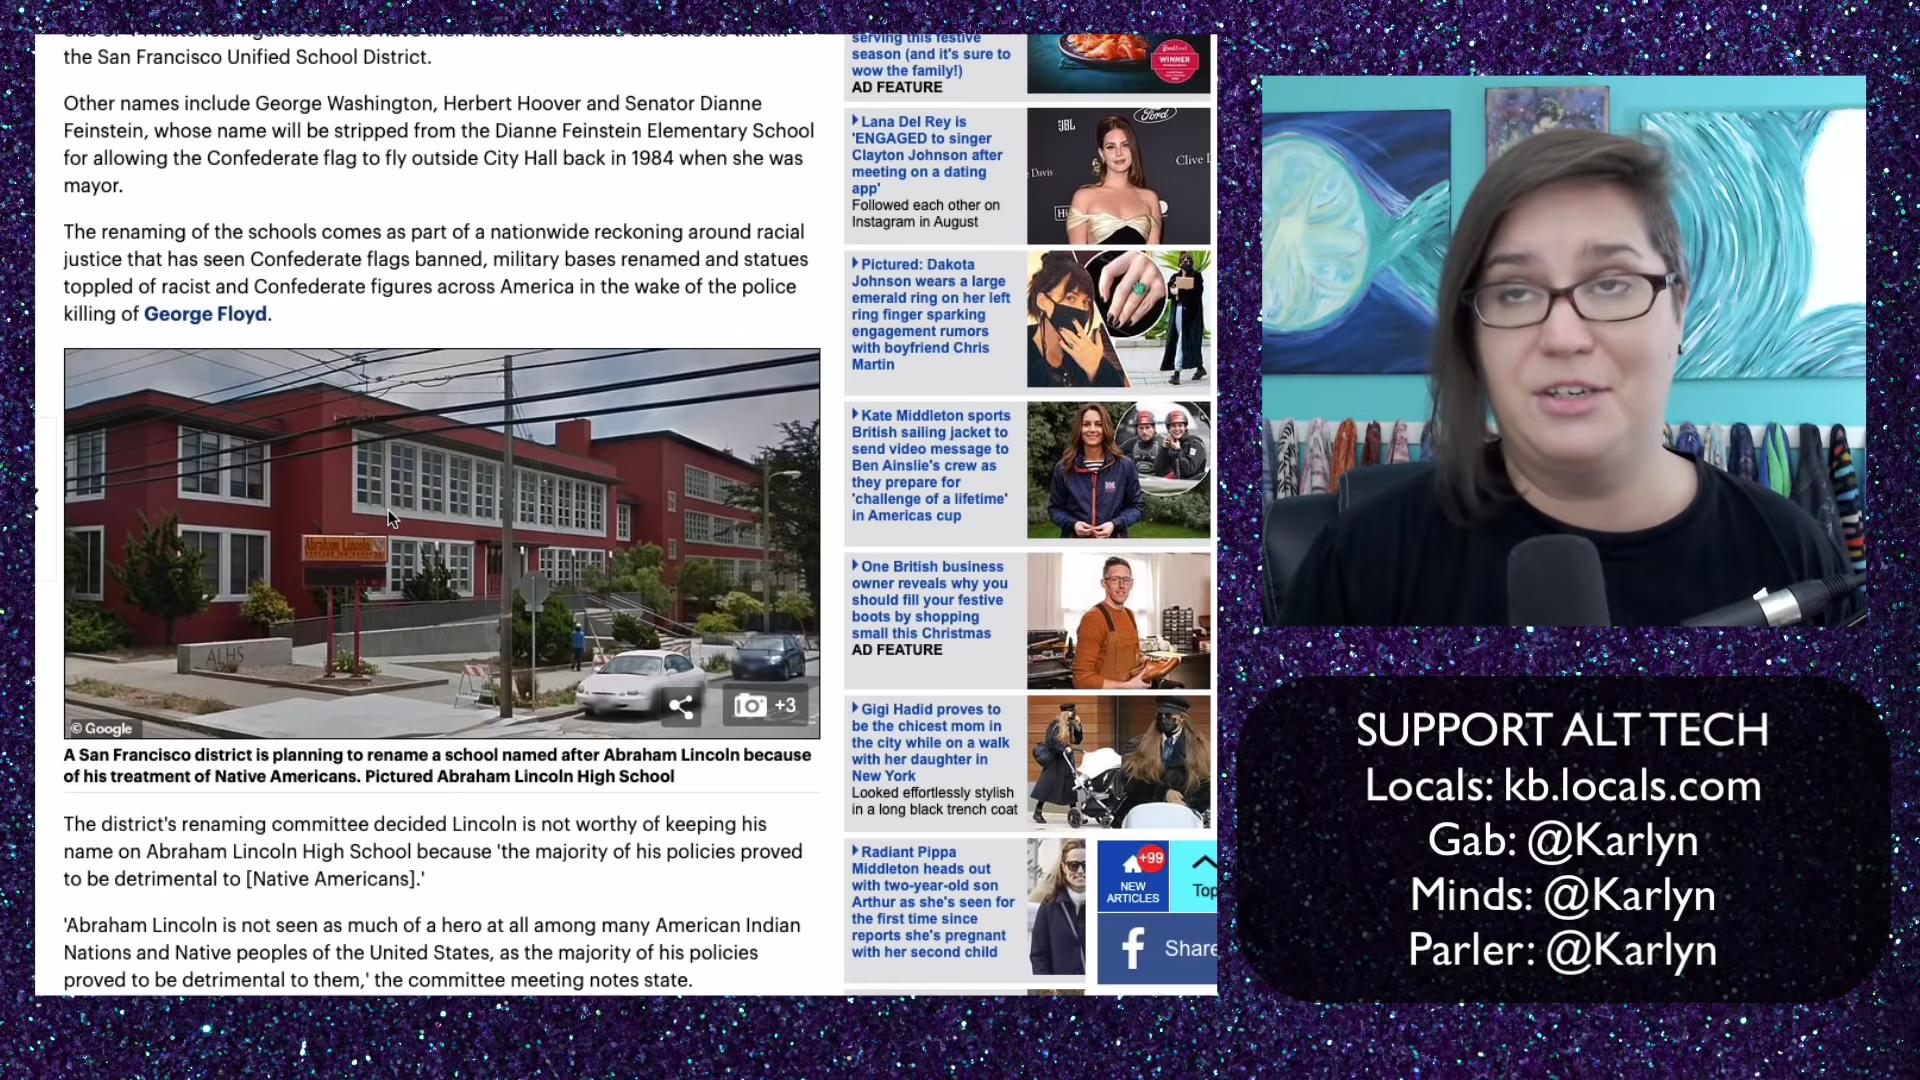 the San Francisco Unified School District.
Other names include George Washington, Herbert Hoover and Senator Dianne
Feinstein, whose name will be stripped from the Dianne Feinstein Elementary School
for allowing the Confederate flag to fly outside City Hall back in 1984 when she was
mayor.
The renaming of the schools comes as part of a nationwide reckoning around racial
justice that has seen Confederate flags banned, military bases renamed and statues
toppled of racist and Confederate figures across America in the wake of the police
killing of George Floyd.
Abraham Lincoln
ALHS
+3
© Google
A San Francisco district is planning to rename a school named after Abraham Lincoln because
of his treatment of Native Americans. Pictured Abraham Lincoln High School
The district's renaming committee decided Lincoln is not worthy of keeping his
name on Abraham Lincoln High School because 'the majority of his policies proved
to be detrimental to [Native Americans].'
'Abraham Lincoln is not seen as much of a hero at all among many American Indian
Nations and Native peoples of the United States, as the majority of his policies
proved to be detrimental to them,' the committee meeting notes state.
serving this festive
season (and it's sure to
wow the family!)
AD FEATURE
WINNER
Lana Del Rey is
'ENGAGED to singer
Clayton Johnson after
meeting on a dating
app'
Followed each other on
Instagram in August
JBL
Ford
Clive
Davis
Pictured: Dakota
Johnson wears a large
emerald ring on her left
ring finger sparking
engagement rumors
with boyfriend Chris
Martin
Kate Middleton sports
British sailing jacket to
send video message to
Ben Ainslie's crew as
they prepare for
'challenge of a lifetime'
in Americas cup
One British business
owner reveals why you
should fill your festive
boots by shopping
small this Christmas
AD FEATURE
Gigi Hadid proves to
be the chicest mom in
the city while on a walk
with her daughter in
New York
Looked effortlessly stylish
in a long black trench coat
Radiant Pippa
Middleton heads out
with two-year-old son
Arthur as she's seen for
the first time since
reports she's pregnant
with her second child
+99
NEW
ARTICLES
Top
f Share
SUPPORT ALT TECH
Locals: kb.locals.com
Gab: @Karlyn
Minds: @Karlyn
Parler: @Karlyn